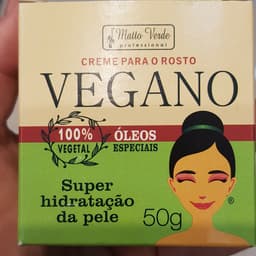 Matto Verde
professional
CREME PARA O ROSTO
VEGANO
100%
VEGETAL
ÓLEOS
ESPECIAIS
Super
hidratação
da pele
50g
®